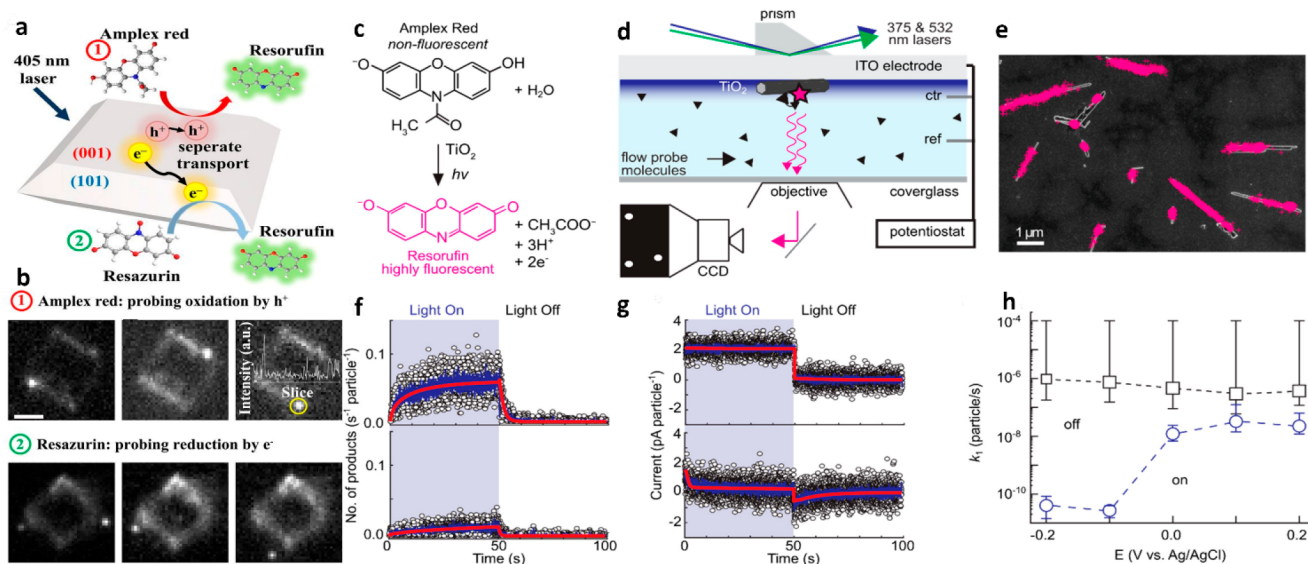 a
Amplex red
1
Resorufin
405 nm
laser
h⁺
h⁺
seperate
transport
(001)
e⁻
(101)
e⁻
2
Resazurin
Resorufin
b
1 Amplex red: probing oxidation by h⁺
Intensity (a.u.)
Slice
2 Resazurin: probing reduction by e⁻
c
Amplex Red
non-fluorescent
⁻O
O
OH
N
+ H₂O
H₃C
O
TiO₂
hv
⁻O
O
O
N
+ CH₃COO⁻
+ 3H⁺
+ 2e⁻
Resorufin
highly fluorescent
d
prism
375 & 532
nm lasers
ITO electrode
TiO₂
ctr
ref
flow probe
molecules
objective
coverglass
potentiostat
CCD
e
1 µm
f
Light On
Light Off
0.1
0.0
0.1
0.0
No. of products (s⁻¹ particle⁻¹)
0
50
100
Time (s)
g
Light On
Light Off
4
2
0
-2
4
2
0
-2
Current (pA particle⁻¹)
0
50
100
Time (s)
h
10⁻⁴
10⁻⁶
10⁻⁸
10⁻¹⁰
k₁ (particle/s)
off
on
-0.2
0.0
0.2
E (V vs. Ag/AgCl)